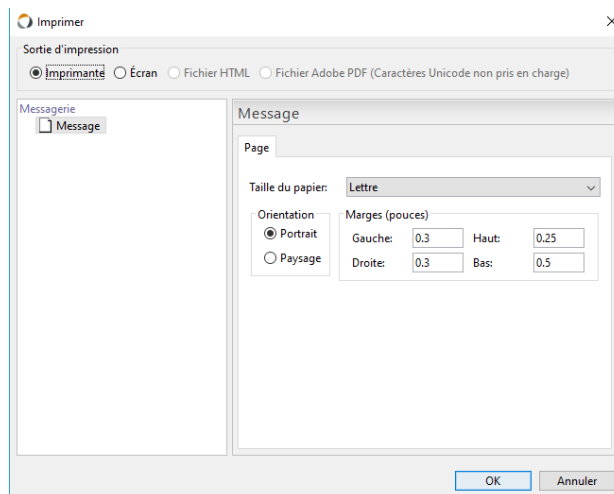 Imprimer
Sortie d'impression
Imprimante Écran Fichier HTML Fichier Adobe PDF (Caractères Unicode non pris en charge)
Messagerie
Message
Message
Page
Taille du papier: Lettre
Orientation
Portrait
Paysage
Marges (pouces)
Gauche: 0.3 Haut: 0.25
Droite: 0.3 Bas: 0.5
OK Annuler